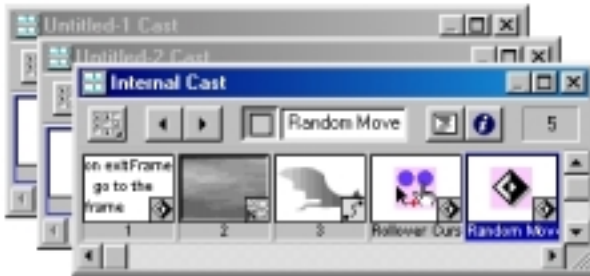 Untitled-1 Cast
Untitled-2 Cast
Internal Cast
Random Move
5
on exitFrame
go to the
frame
1
2
3
Rollover Curs
Random Mov